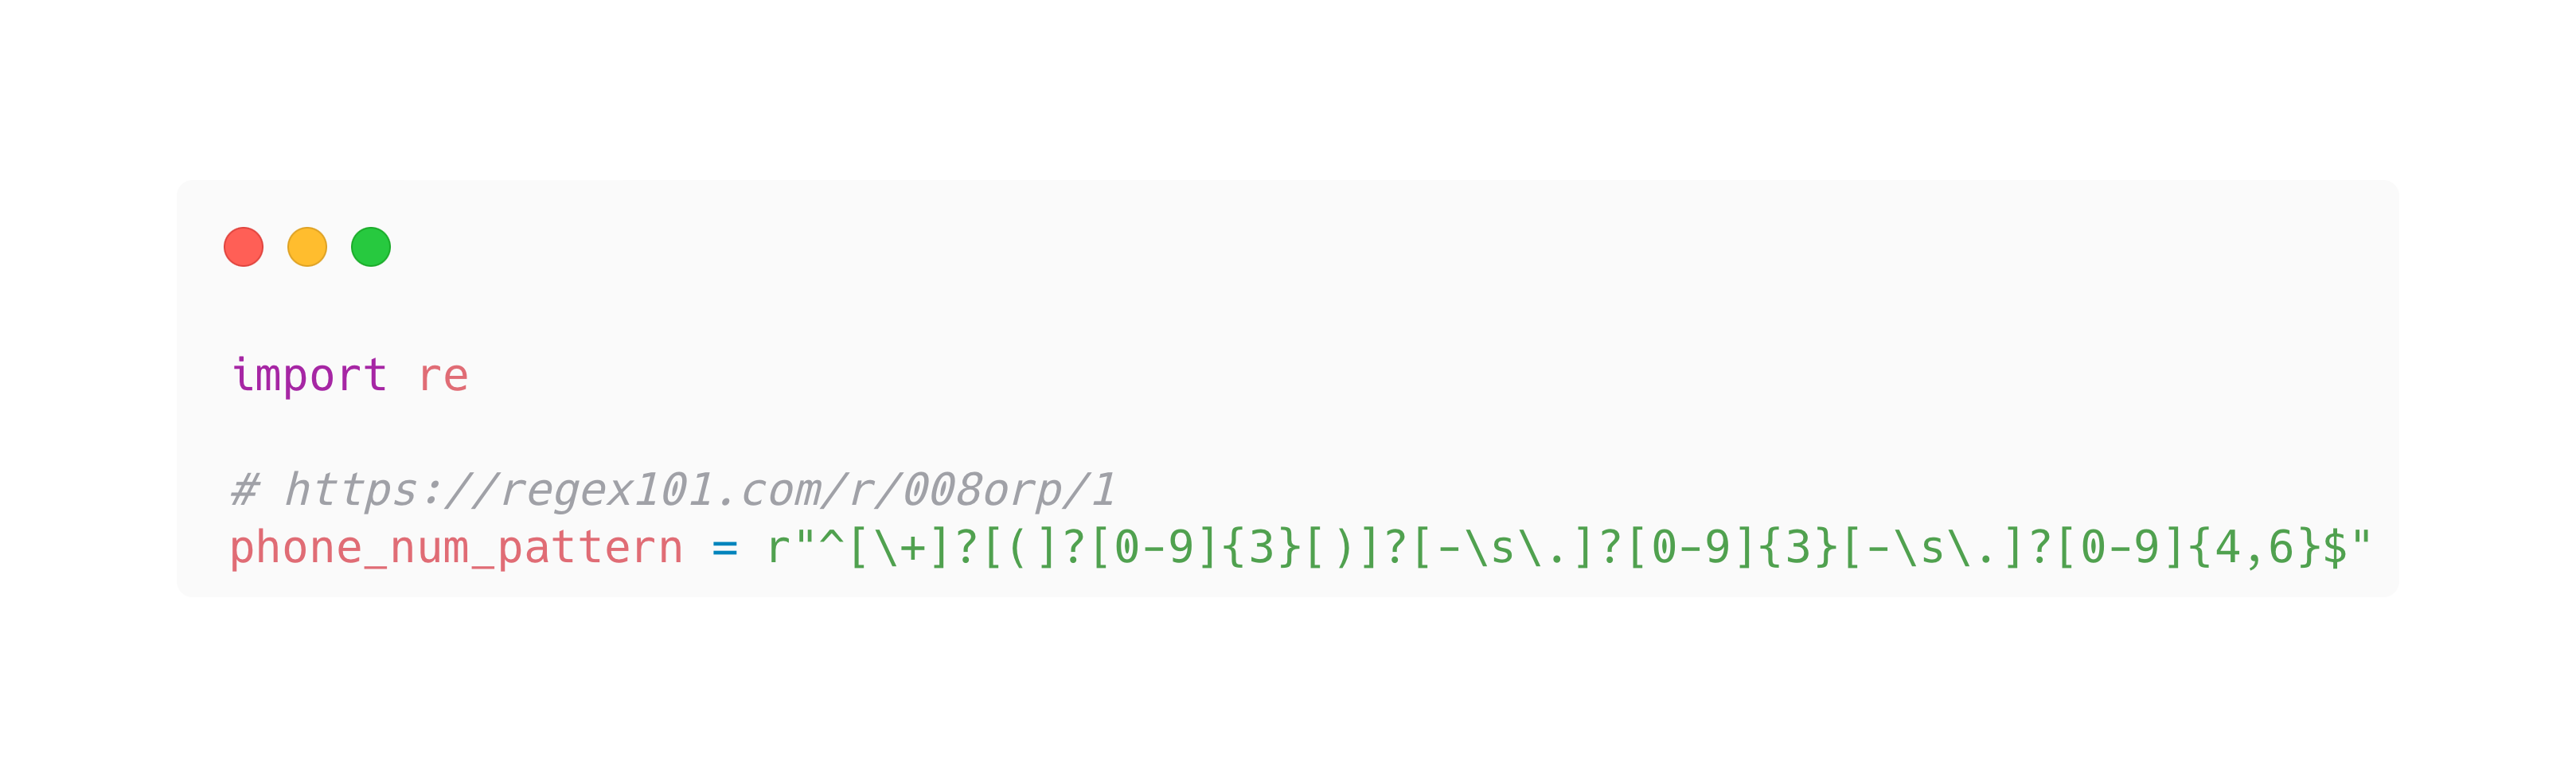 import re
# https://regex101.com/r/008orp/1
phone_num_pattern = r"^[\+]?[(]?[0-9]{3}[)]?[-\s\.]?[0-9]{3}[-\s\.]?[0-9]{4,6}$"